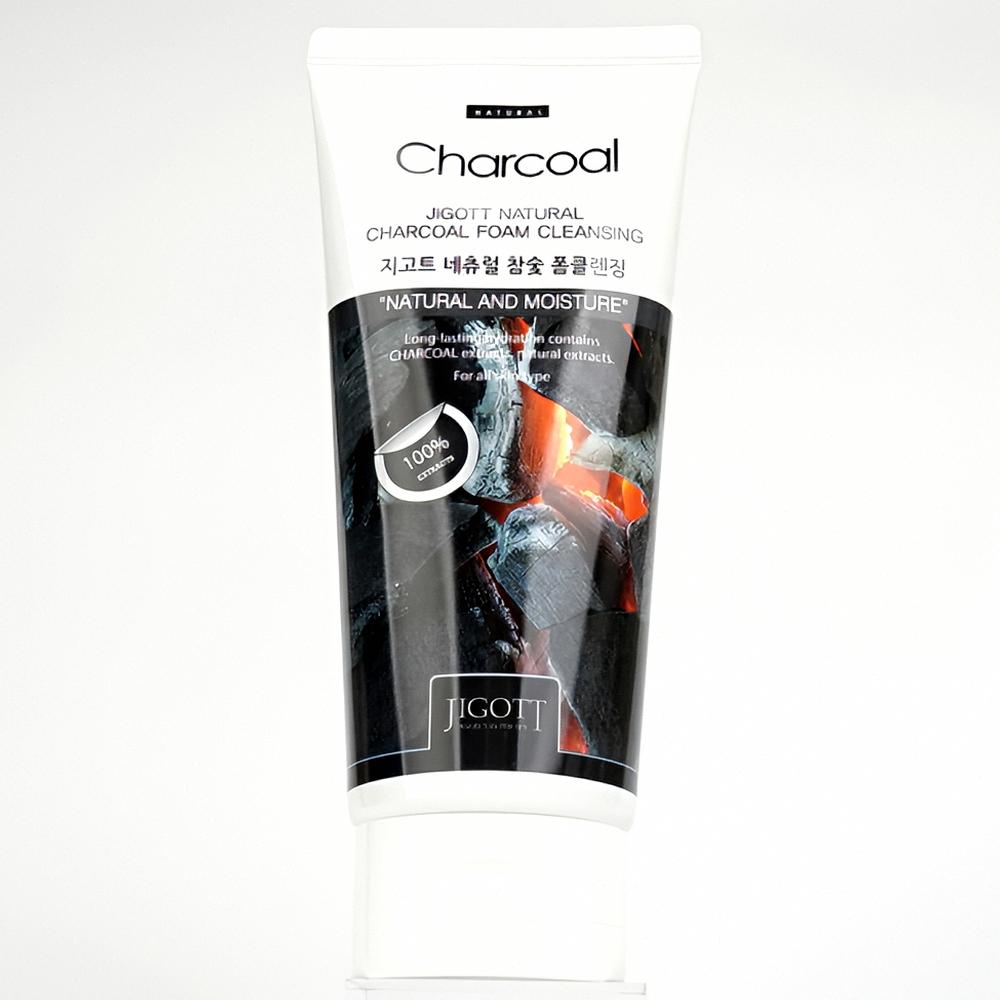 NATURAL
Charcoal
JIGOTT NATURAL
CHARCOAL FOAM CLEANSING
지고트 네츄럴 참숯 폼클렌징
"NATURAL AND MOISTURE"
Long-lasting hydration contains
CHARCOAL extracts natural extracts.
For all skin type
100%
JIGOTT